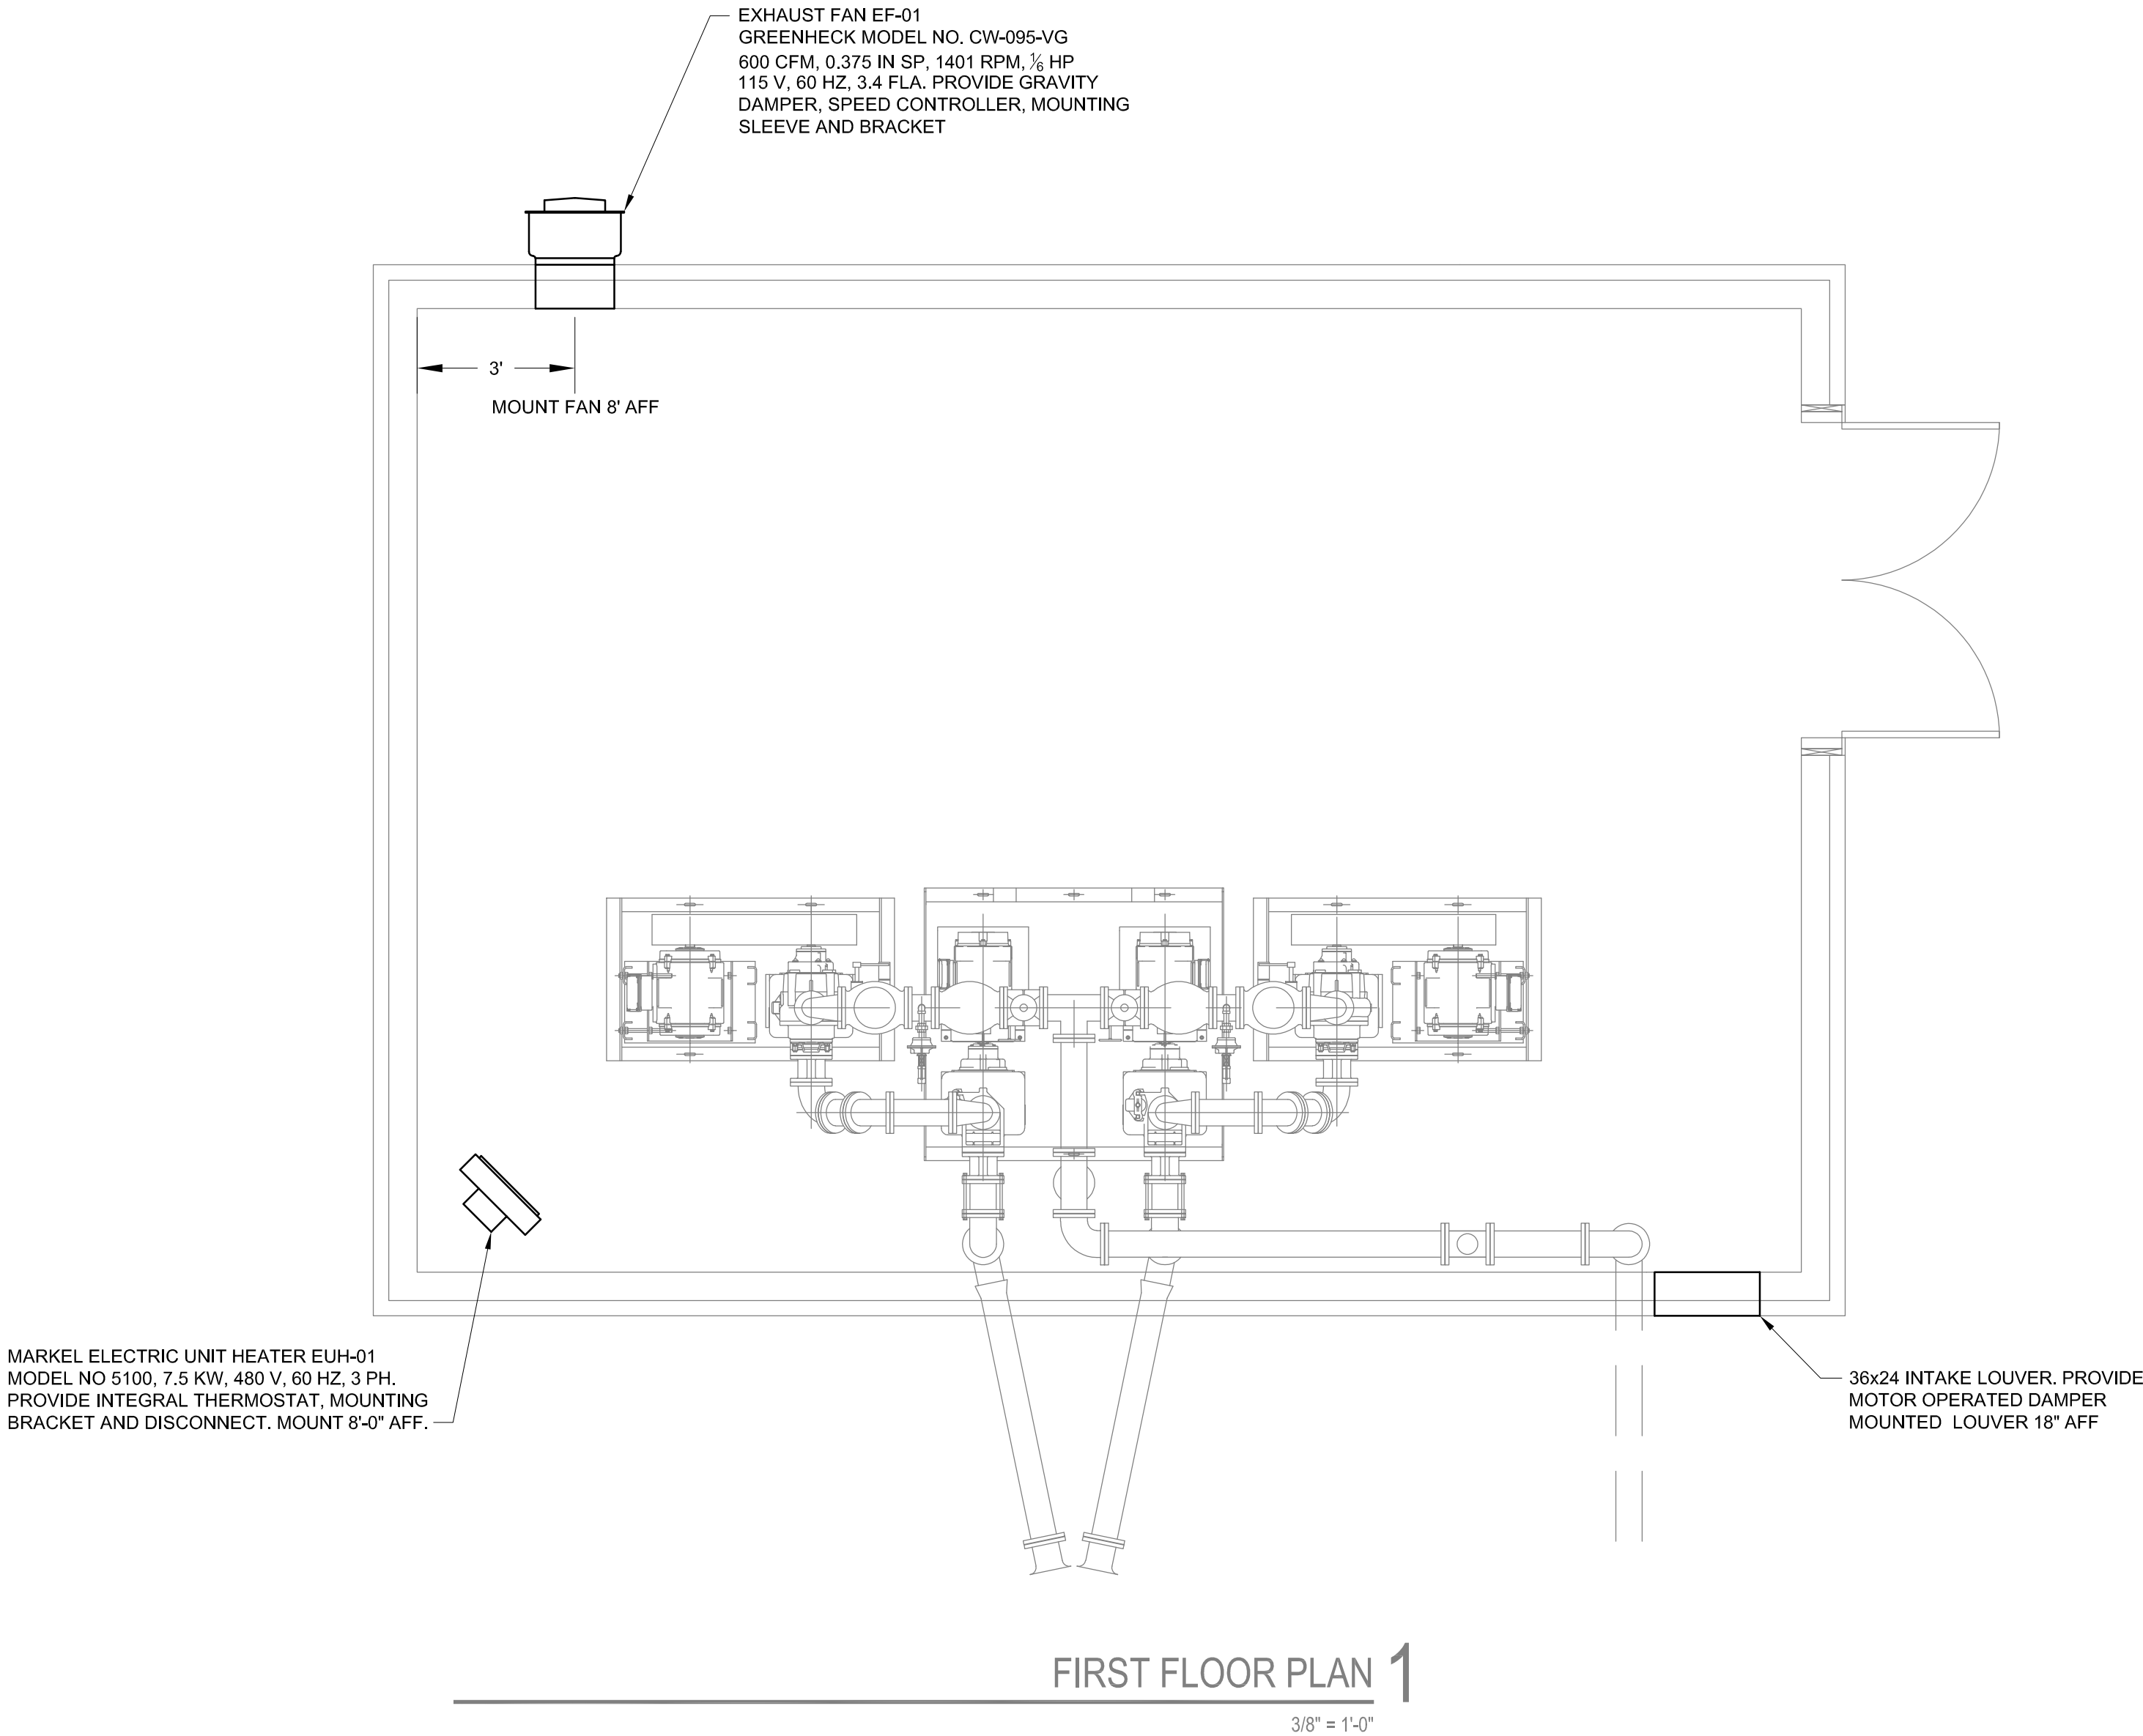 EXHAUST FAN EF-01
GREENHECK MODEL NO. CW-095-VG
600 CFM, 0.375 IN SP, 1401 RPM, 1/6 HP
115 V, 60 HZ, 3.4 FLA. PROVIDE GRAVITY
DAMPER, SPEED CONTROLLER, MOUNTING
SLEEVE AND BRACKET
3'
MOUNT FAN 8' AFF
MARKEL ELECTRIC UNIT HEATER EUH-01
MODEL NO 5100, 7.5 KW, 480 V, 60 HZ, 3 PH.
PROVIDE INTEGRAL THERMOSTAT, MOUNTING
BRACKET AND DISCONNECT. MOUNT 8'-0" AFF.
36x24 INTAKE LOUVER. PROVIDE
MOTOR OPERATED DAMPER
MOUNTED LOUVER 18" AFF
FIRST FLOOR PLAN 1
3/8" = 1'-0"